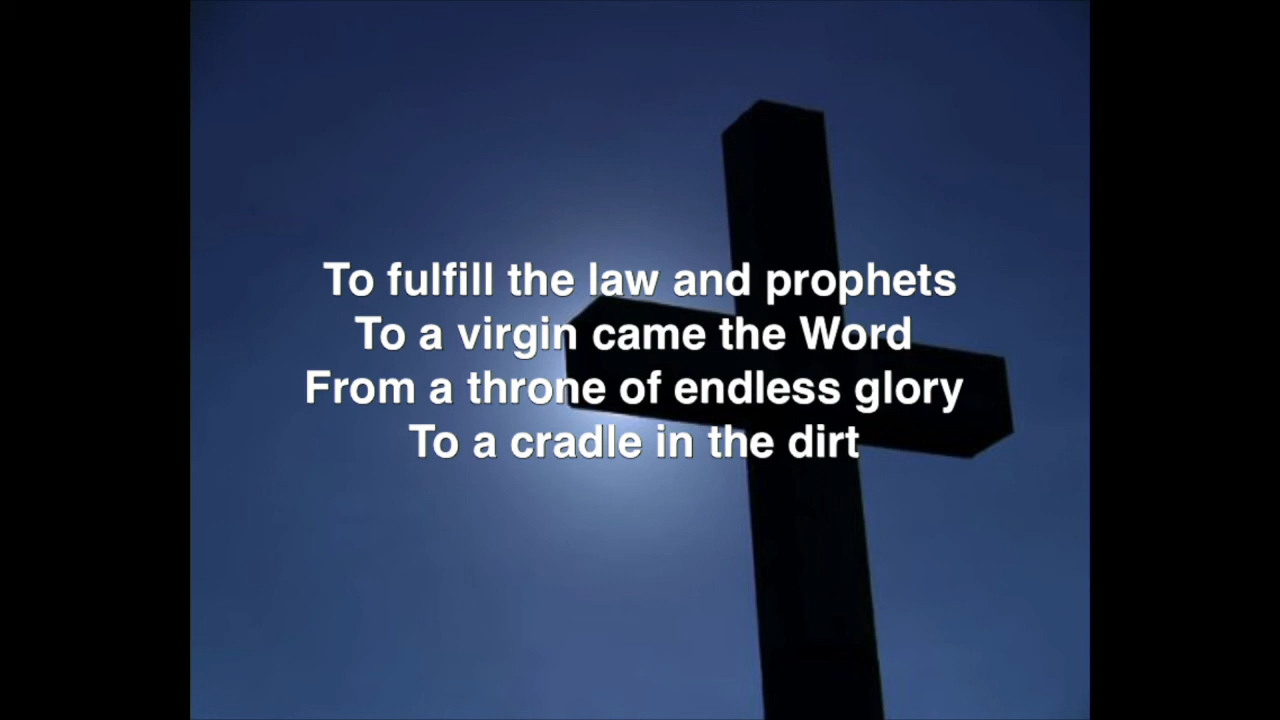 To fulfill the law and prophets
To a virgin came the Word
From a throne of endless glory
To a cradle in the dirt